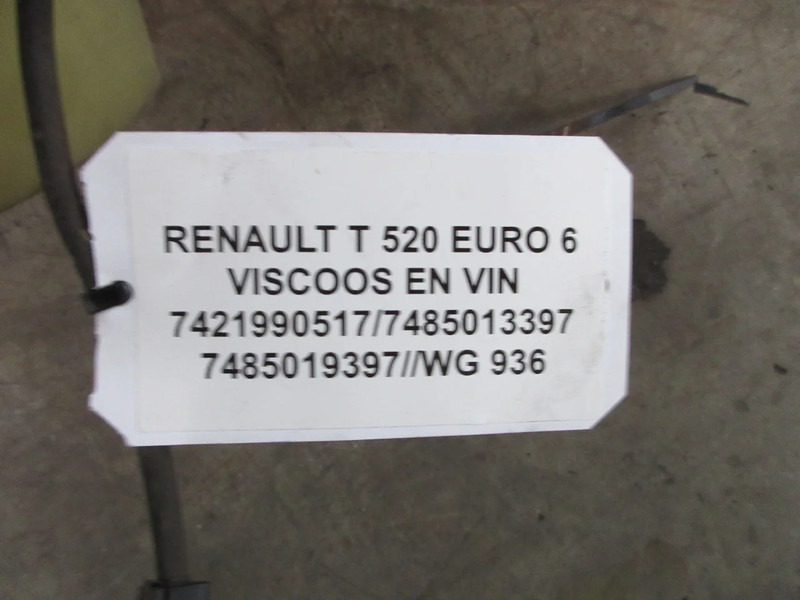 RENAULT T 520 EURO 6
VISCOOS EN VIN
7421990517/7485013397
7485019397//WG 936